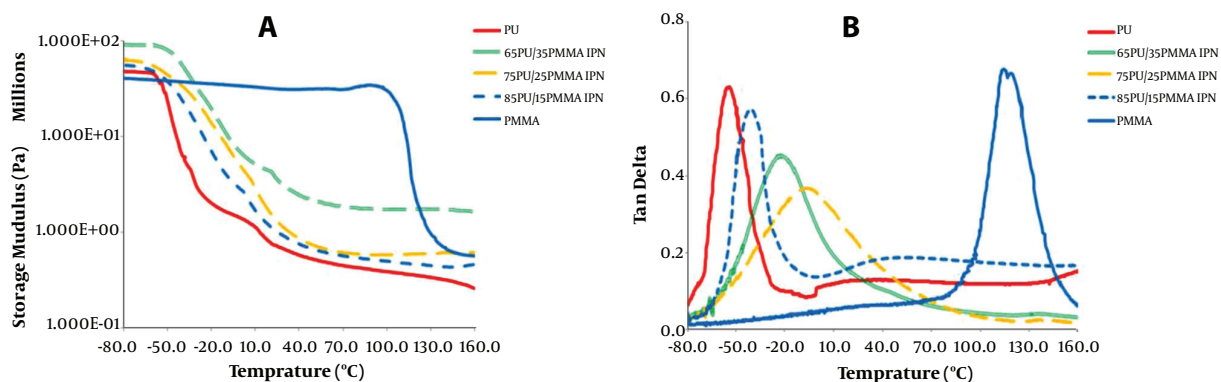 A
1.000E+02
1.000E+01
1.000E+00
1.000E-01
Storage Mudulus (Pa) Millions
-80.0 -50.0 -20.0 10.0 40.0 70.0 100.0 130.0 160.0
Temprature (ºC)
PU
65PU/35PMMA IPN
75PU/25PMMA IPN
85PU/15PMMA IPN
PMMA
B
0.8
0.6
0.4
0.2
0.0
Tan Delta
-80.0 -50.0 -20.0 10.0 40.0 70.0 100.0 130.0 160.0
Temprature (ºC)
PU
65PU/35PMMA IPN
75PU/25PMMA IPN
85PU/15PMMA IPN
PMMA